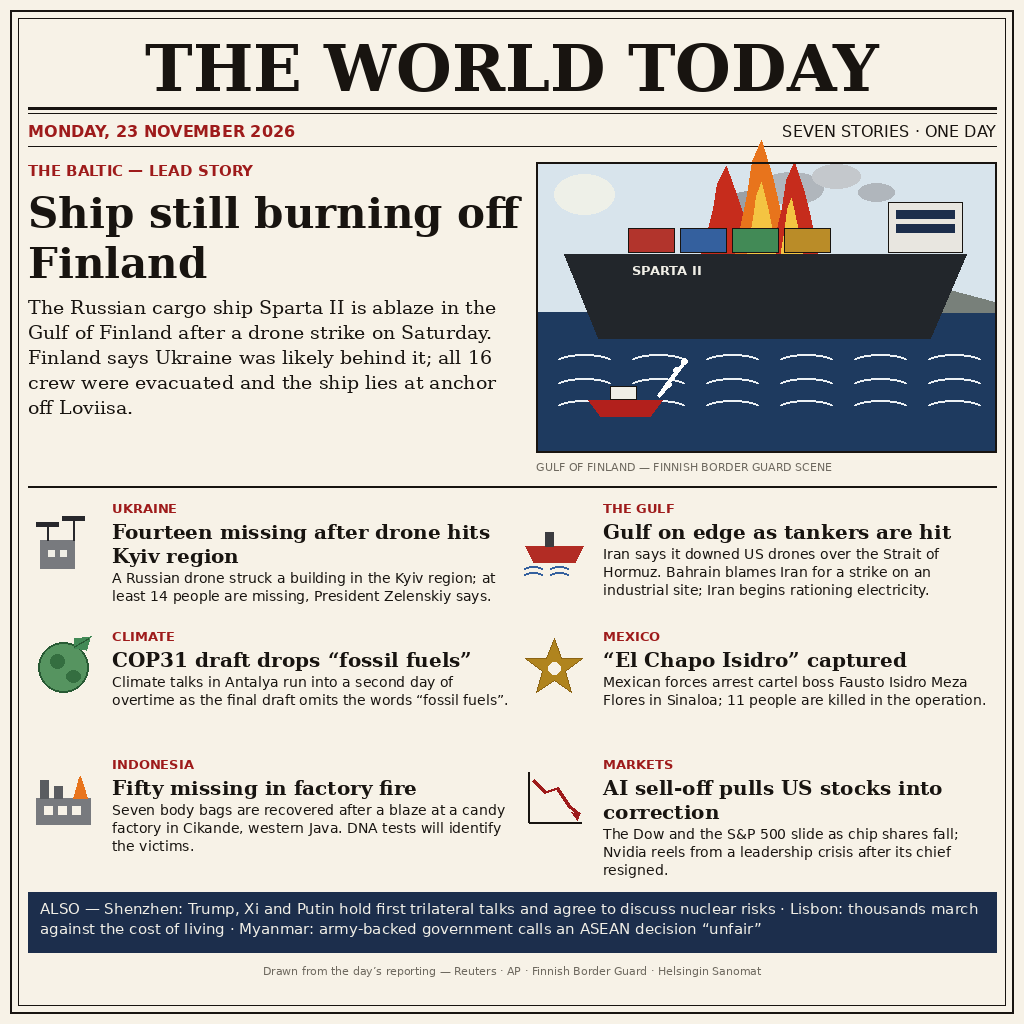 THE WORLD TODAY
MONDAY, 23 NOVEMBER 2026
SEVEN STORIES · ONE DAY
THE BALTIC — LEAD STORY
Ship still burning off
Finland
The Russian cargo ship Sparta II is ablaze in the
Gulf of Finland after a drone strike on Saturday.
Finland says Ukraine was likely behind it; all 16
crew were evacuated and the ship lies at anchor
off Loviisa.
SPARTA II
GULF OF FINLAND — FINNISH BORDER GUARD SCENE
UKRAINE
Fourteen missing after drone hits
Kyiv region
A Russian drone struck a building in the Kyiv region; at
least 14 people are missing, President Zelenskiy says.
THE GULF
Gulf on edge as tankers are hit
Iran says it downed US drones over the Strait of
Hormuz. Bahrain blames Iran for a strike on an
industrial site; Iran begins rationing electricity.
CLIMATE
COP31 draft drops “fossil fuels”
Climate talks in Antalya run into a second day of
overtime as the final draft omits the words “fossil fuels”.
MEXICO
“El Chapo Isidro” captured
Mexican forces arrest cartel boss Fausto Isidro Meza
Flores in Sinaloa; 11 people are killed in the operation.
INDONESIA
Fifty missing in factory fire
Seven body bags are recovered after a blaze at a candy
factory in Cikande, western Java. DNA tests will identify
the victims.
MARKETS
AI sell-off pulls US stocks into
correction
The Dow and the S&P 500 slide as chip shares fall;
Nvidia reels from a leadership crisis after its chief
resigned.
ALSO — Shenzhen: Trump, Xi and Putin hold first trilateral talks and agree to discuss nuclear risks · Lisbon: thousands march
against the cost of living · Myanmar: army-backed government calls an ASEAN decision “unfair”
Drawn from the day’s reporting — Reuters · AP · Finnish Border Guard · Helsingin Sanomat